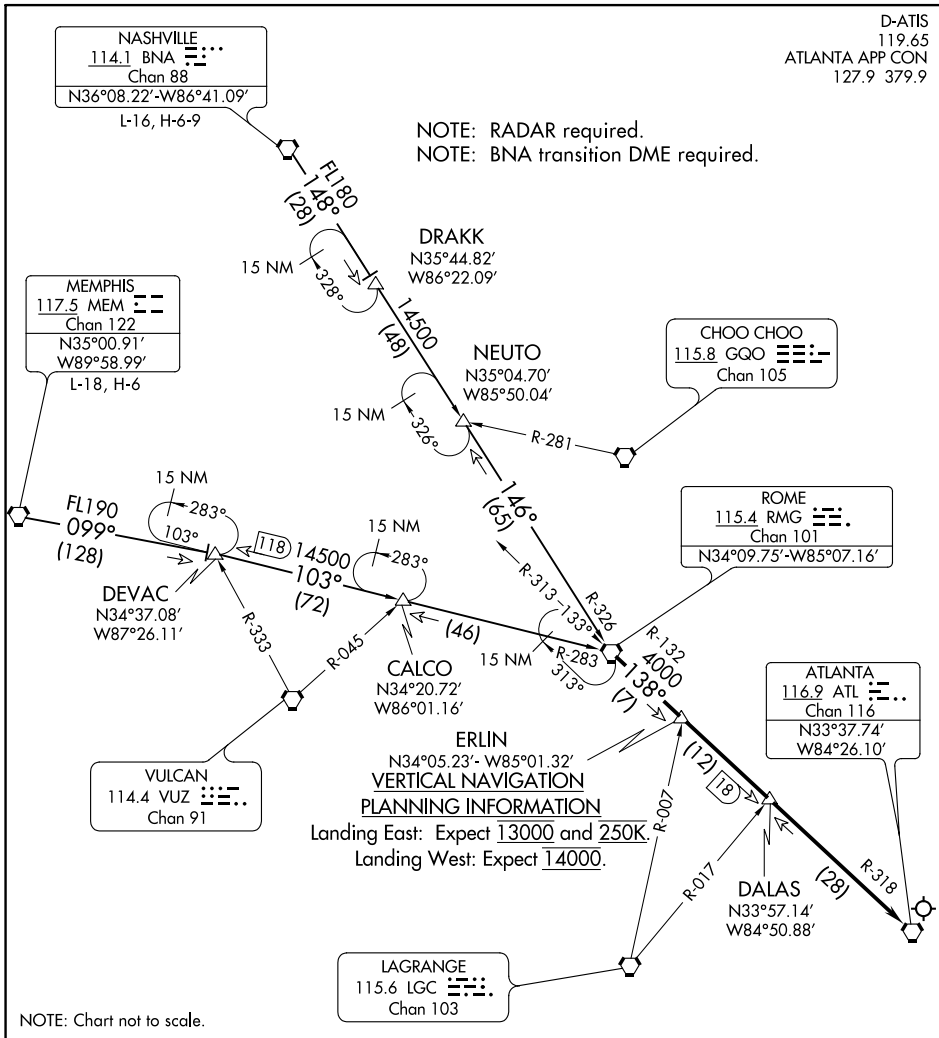 D-ATIS
119.65
ATLANTA APP CON
127.9 379.9
NASHVILLE
114.1 BNA
Chan 88
N36°08.22'-W86°41.09'
L-16, H-6-9
NOTE: RADAR required.
NOTE: BNA transition DME required.
FL180
148°
(28)
DRAKK
N35°44.82'
W86°22.09'
15 NM
328°
14500
(48)
MEMPHIS
117.5 MEM
Chan 122
N35°00.91'
W89°58.99'
L-18, H-6
NEUTO
N35°04.70'
W85°50.04'
15 NM
326°
CHOO CHOO
115.8 GQO
Chan 105
R-281
146°
(65)
15 NM
283°
103°
FL190
099°
(128)
118
14500
103°
(72)
15 NM
283°
ROME
115.4 RMG
Chan 101
N34°09.75'-W85°07.16'
DEVAC
N34°37.08'
W87°26.11'
R-333
R-045
(46)
R-313
133°
R-326
15 NM
R-283
313°
R-132
4000
138°
(7)
CALCO
N34°20.72'
W86°01.16'
ATLANTA
116.9 ATL
Chan 116
N33°37.74'
W84°26.10'
ERLIN
N34°05.23'- W85°01.32'
VERTICAL NAVIGATION
PLANNING INFORMATION
Landing East: Expect 13000 and 250K.
Landing West: Expect 14000.
VULCAN
114.4 VUZ
Chan 91
R-007
(12)
18
R-017
DALAS
N33°57.14'
W84°50.88'
(28)
R-318
LAGRANGE
115.6 LGC
Chan 103
NOTE: Chart not to scale.